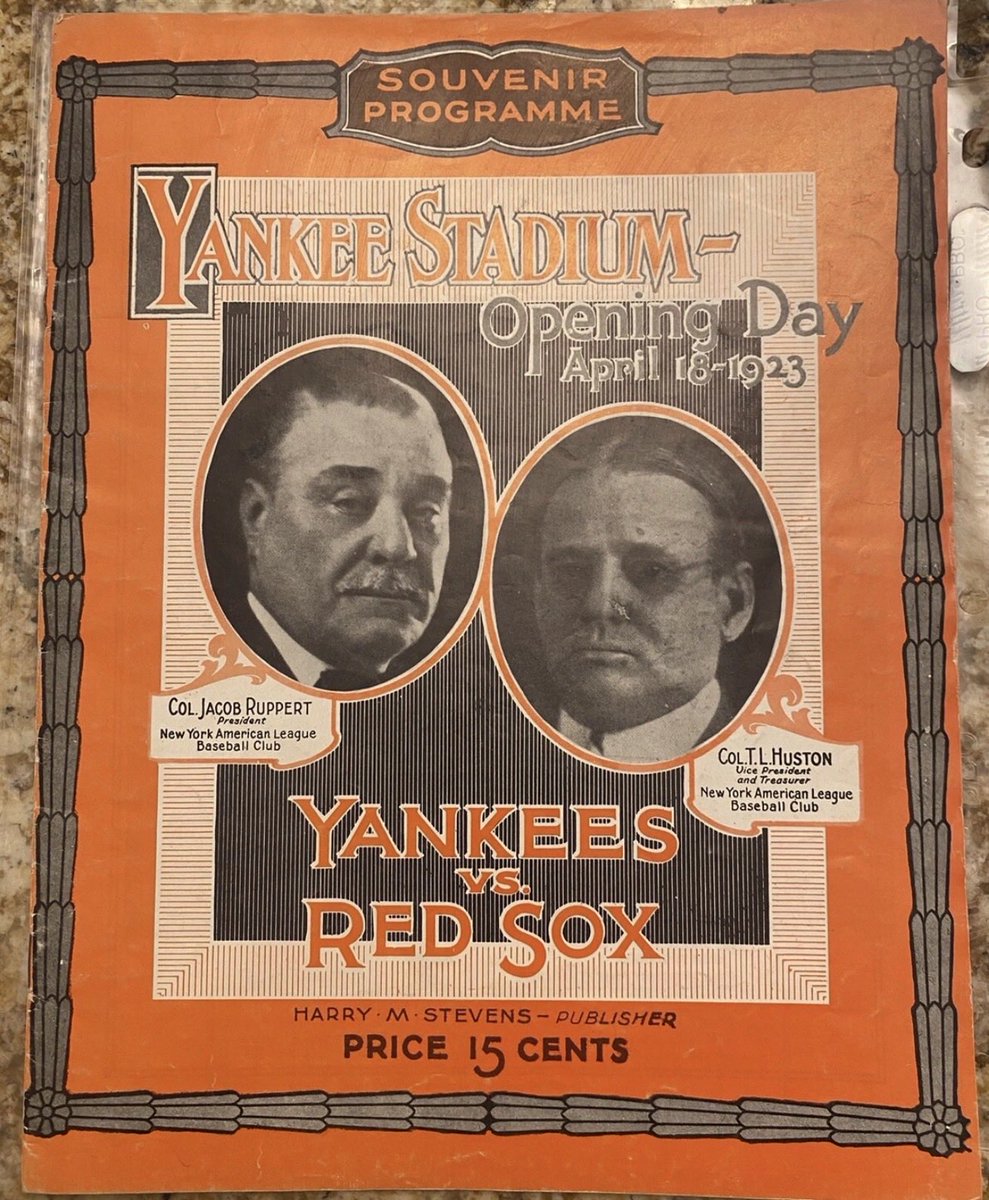 SOUVENIR
PROGRAMME
YANKEE STADIUM-
Opening Day
April 18-1923
COL. JACOB RUPPERT
President
New York American League
Baseball Club
COL. T. L. HUSTON
Vice President
and Treasurer
New York American League
Baseball Club
YANKEES
VS.
RED SOX
HARRY · M · STEVENS - PUBLISHER
PRICE 15 CENTS